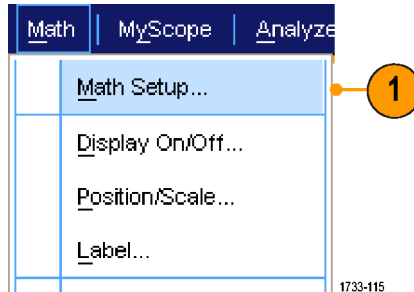 Math MyScope Analyze
Math Setup...
1
Display On/Off...
Position/Scale...
Label...
1733-115